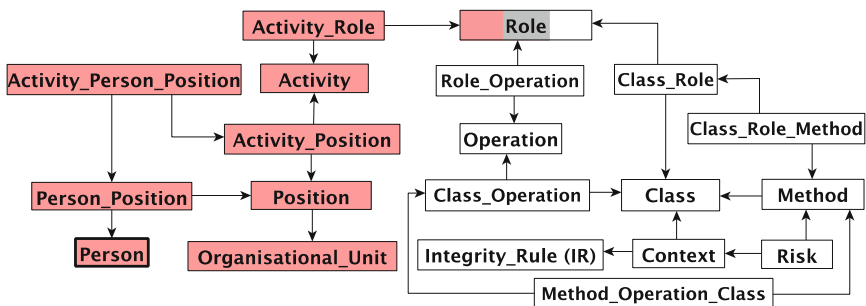 Activity_Role
Role
Activity_Person_Position
Activity
Role_Operation
Class_Role
Activity_Position
Operation
Class_Role_Method
Person_Position
Position
Class_Operation
Class
Method
Person
Organisational_Unit
Integrity_Rule (IR)
Context
Risk
Method_Operation_Class